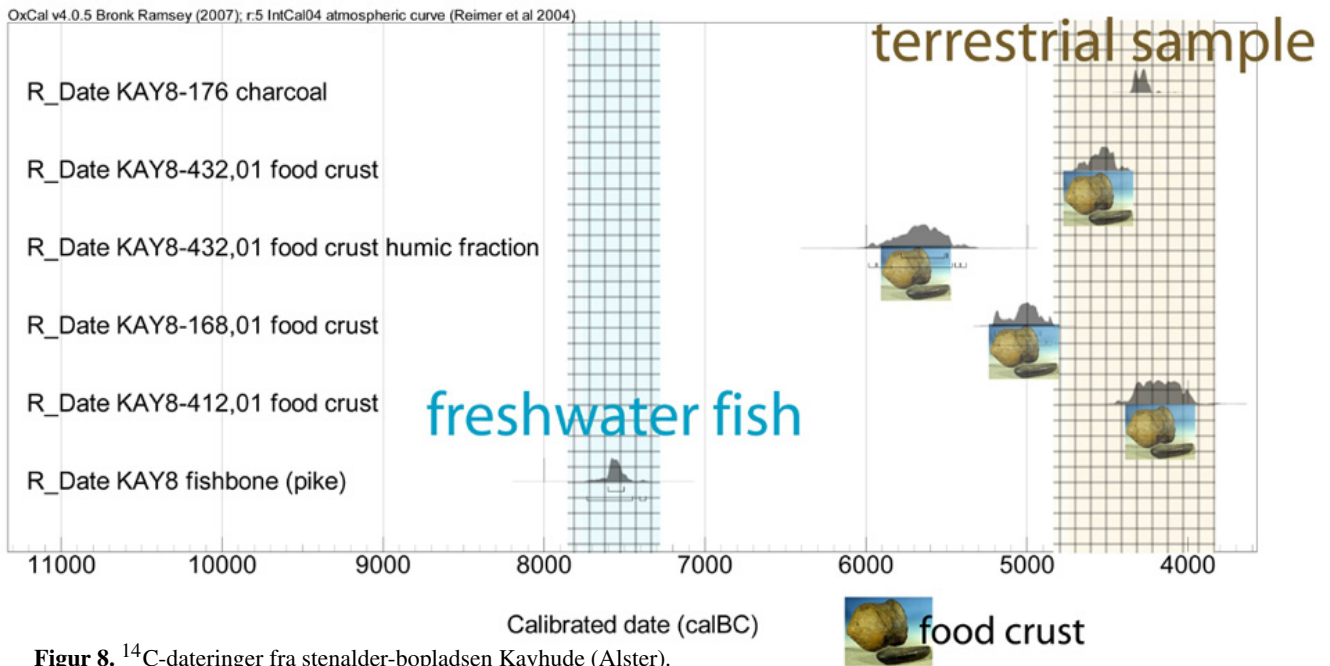 OxCal v4.0.5 Bronk Ramsey (2007); r:5 IntCal04 atmospheric curve (Reimer et al 2004)
terrestrial sample
R_Date KAY8-176 charcoal
R_Date KAY8-432,01 food crust
R_Date KAY8-432,01 food crust humic fraction
R_Date KAY8-168,01 food crust
R_Date KAY8-412,01 food crust
freshwater fish
R_Date KAY8 fishbone (pike)
11000 10000 9000 8000 7000 6000 5000 4000
Calibrated date (calBC)
food crust
Figur 8. 14C-dateringer fra stenalder-bopladsen Kayhude (Alster).